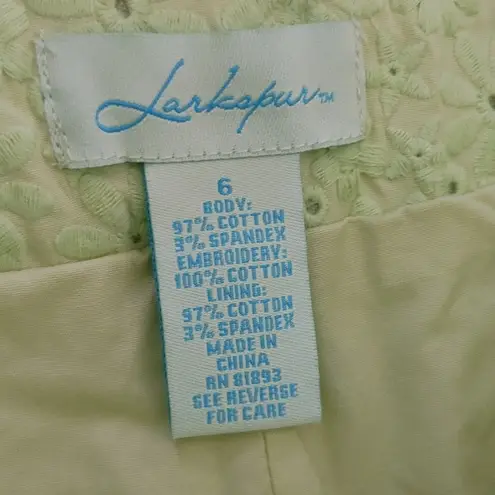 Larkspur™
6
BODY:
97% COTTON
3% SPANDEX
EMBROIDERY:
100% COTTON
LINING:
97% COTTON
3% SPANDEX
MADE IN
CHINA
RN 81893
SEE REVERSE
FOR CARE